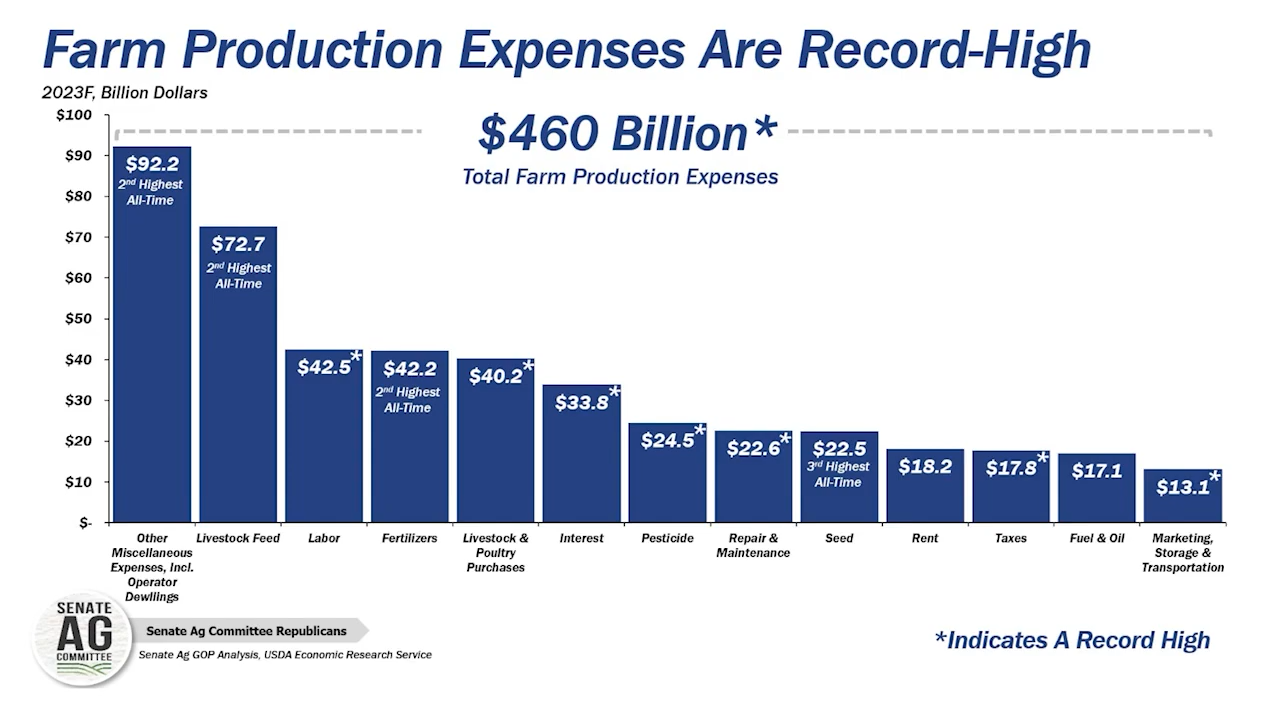 Farm Production Expenses Are Record-High
2023F, Billion Dollars
$460 Billion*
Total Farm Production Expenses
$100
$90
$80
$70
$60
$50
$40
$30
$20
$10
$-
$92.2
2nd Highest
All-Time
$72.7
2nd Highest
All-Time
$42.5*
$42.2
2nd Highest
All-Time
$40.2*
$33.8*
$24.5*
$22.6*
$22.5
3rd Highest
All-Time
$18.2
$17.8*
$17.1
$13.1*
Other
Miscellaneous
Expenses, Incl.
Operator
Dewllings
Livestock Feed
Labor
Fertilizers
Livestock &
Poultry
Purchases
Interest
Pesticide
Repair &
Maintenance
Seed
Rent
Taxes
Fuel & Oil
Marketing,
Storage &
Transportation
SENATE
AG
COMMITTEE
Senate Ag Committee Republicans
Senate Ag GOP Analysis, USDA Economic Research Service
*Indicates A Record High